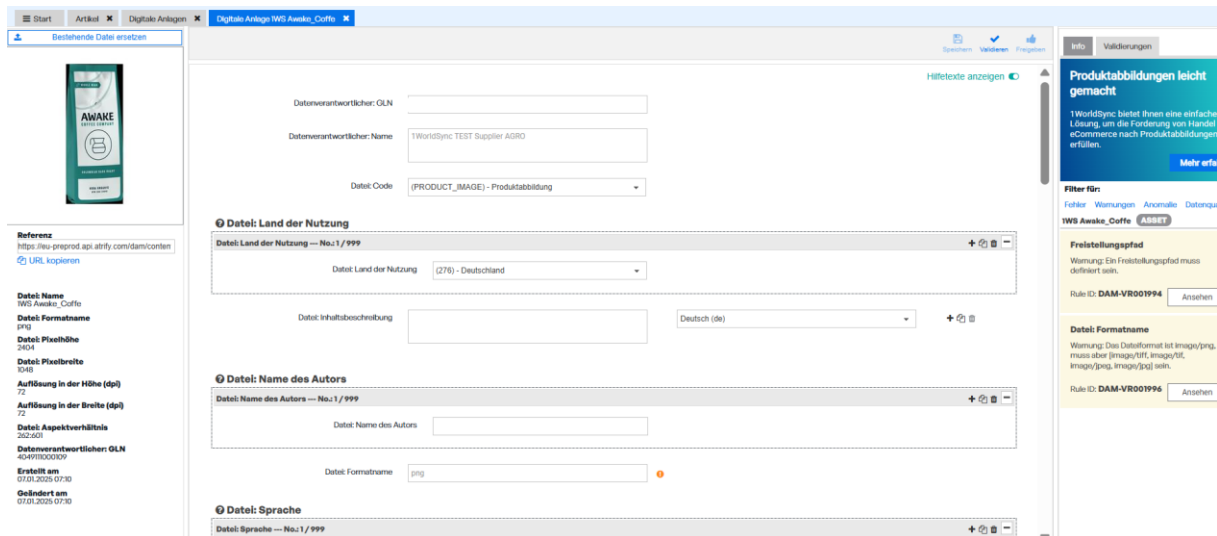 Start
Artikel
Digitale Anlagen
Digitale Anlage 1WS Awake_Coffe
Bestehende Datei ersetzen
AWAKE
COFFEE COMPANY
Referenz
https://eu-preprod.api.atrify.com/dam/conten
URL kopieren
Datei: Name
1WS Awake_Coffe
Datei: Formatname
png
Datei: Pixelhöhe
2404
Datei: Pixelbreite
1048
Auflösung in der Höhe (dpi)
72
Auflösung in der Breite (dpi)
72
Datei: Aspektverhältnis
262:601
Datenverantwortlicher: GLN
4049111000109
Erstellt am
07.01.2025 07:10
Geändert am
07.01.2025 07:10
Speichern
Validieren
Freigeben
Hilfetexte anzeigen
Datenverantwortlicher: GLN
Datenverantwortlicher: Name
1WorldSync TEST Supplier AGRO
Datei: Code
(PRODUCT_IMAGE) - Produktabbildung
Datei: Land der Nutzung
Datei: Land der Nutzung --- No.: 1 / 999
Datei: Land der Nutzung
(276) - Deutschland
Datei: Inhaltsbeschreibung
Deutsch (de)
Datei: Name des Autors
Datei: Name des Autors --- No.: 1 / 999
Datei: Name des Autors
Datei: Formatname
png
Datei: Sprache
Datei: Sprache --- No.: 1 / 999
Info
Validierungen
Produktabbildungen leicht
gemacht
1WorldSync bietet Ihnen eine einfache
Lösung, um die Forderung von Handel
eCommerce nach Produktabbildungen
erfüllen.
Mehr erfa
Filter für:
Fehler Warnungen Anomalie Datenqua
1WS Awake_Coffe ASSET
Freistellungspfad
Warnung: Ein Freistellungspfad muss
definiert sein.
Rule ID: DAM-VR001994
Ansehen
Datei: Formatname
Warnung: Das Dateiformat ist image/png,
muss aber [image/tiff, image/tif,
image/jpeg, image/jpg] sein.
Rule ID: DAM-VR001996
Ansehen